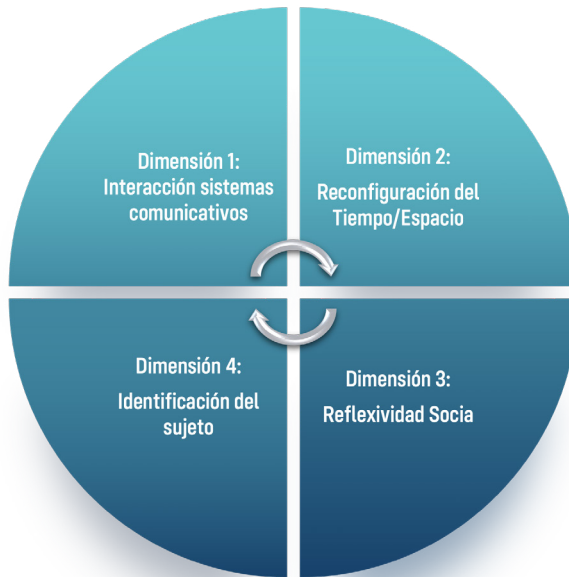 Dimensión 1:
Interacción sistemas
comunicativos
Dimensión 2:
Reconfiguración del
Tiempo/Espacio
Dimensión 4:
Identificación del
sujeto
Dimensión 3:
Reflexividad Socia